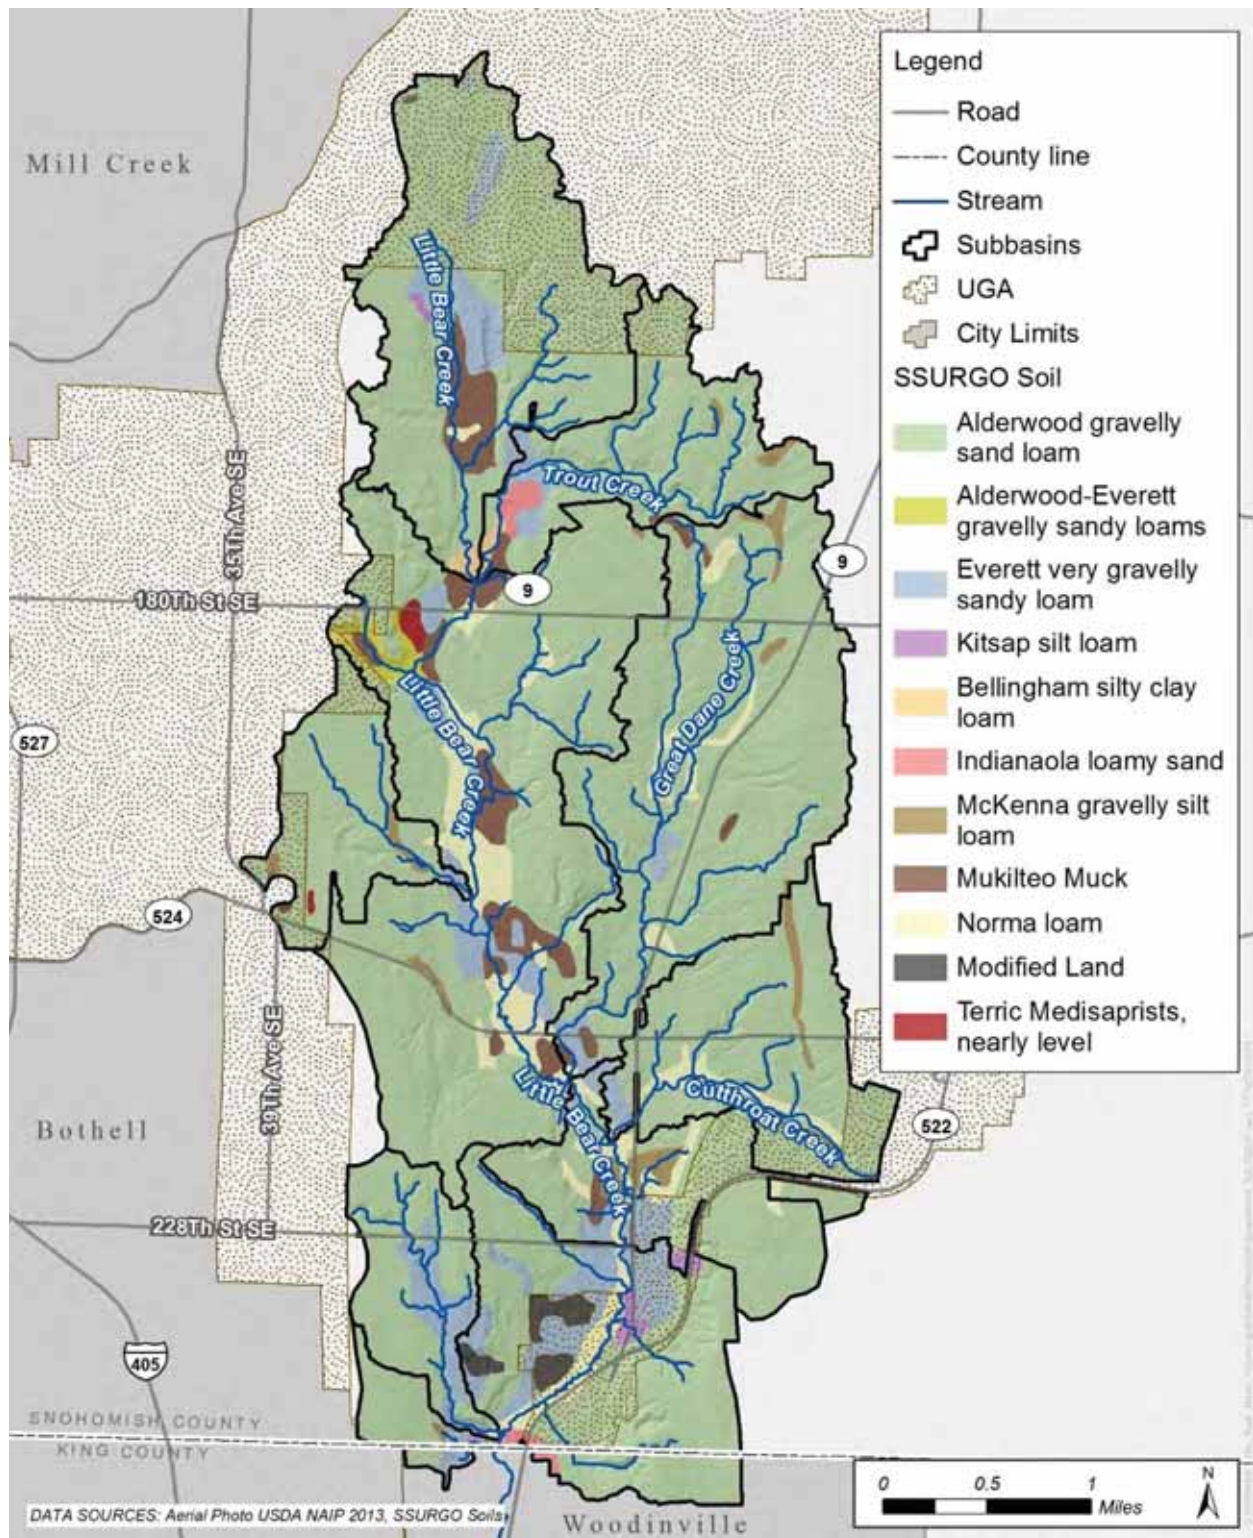 Legend
Road
County line
Stream
Subbasins
UGA
City Limits
SSURGO Soil
Alderwood gravelly
sand loam
Alderwood-Everett
gravelly sandy loams
Everett very gravelly
sandy loam
Kitsap silt loam
Bellingham silty clay
loam
Indianaola loamy sand
McKenna gravelly silt
loam
Mukilteo Muck
Norma loam
Modified Land
Terric Medisaprists,
nearly level
Mill Creek
Little Bear Creek
35Th Ave SE
Trout Creek
9
9
180Th St SE
Little Bear Creek
Great Dane Creek
527
524
39Th Ave SE
Bothell
Little Bear Creek
Cutthroat Creek
522
228Th St SE
405
SNOHOMISH COUNTY
KING COUNTY
0 0.5 1
Miles
N
DATA SOURCES: Aerial Photo USDA NAIP 2013, SSURGO Soils
Woodinville